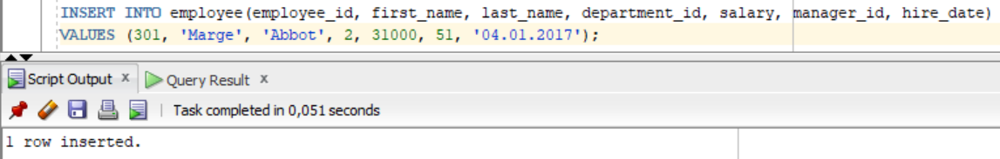 INSERT INTO employee(employee_id, first_name, last_name, department_id, salary, manager_id, hire_date)
VALUES (301, 'Marge', 'Abbot', 2, 31000, 51, '04.01.2017');
Script Output x Query Result x
Task completed in 0,051 seconds
1 row inserted.